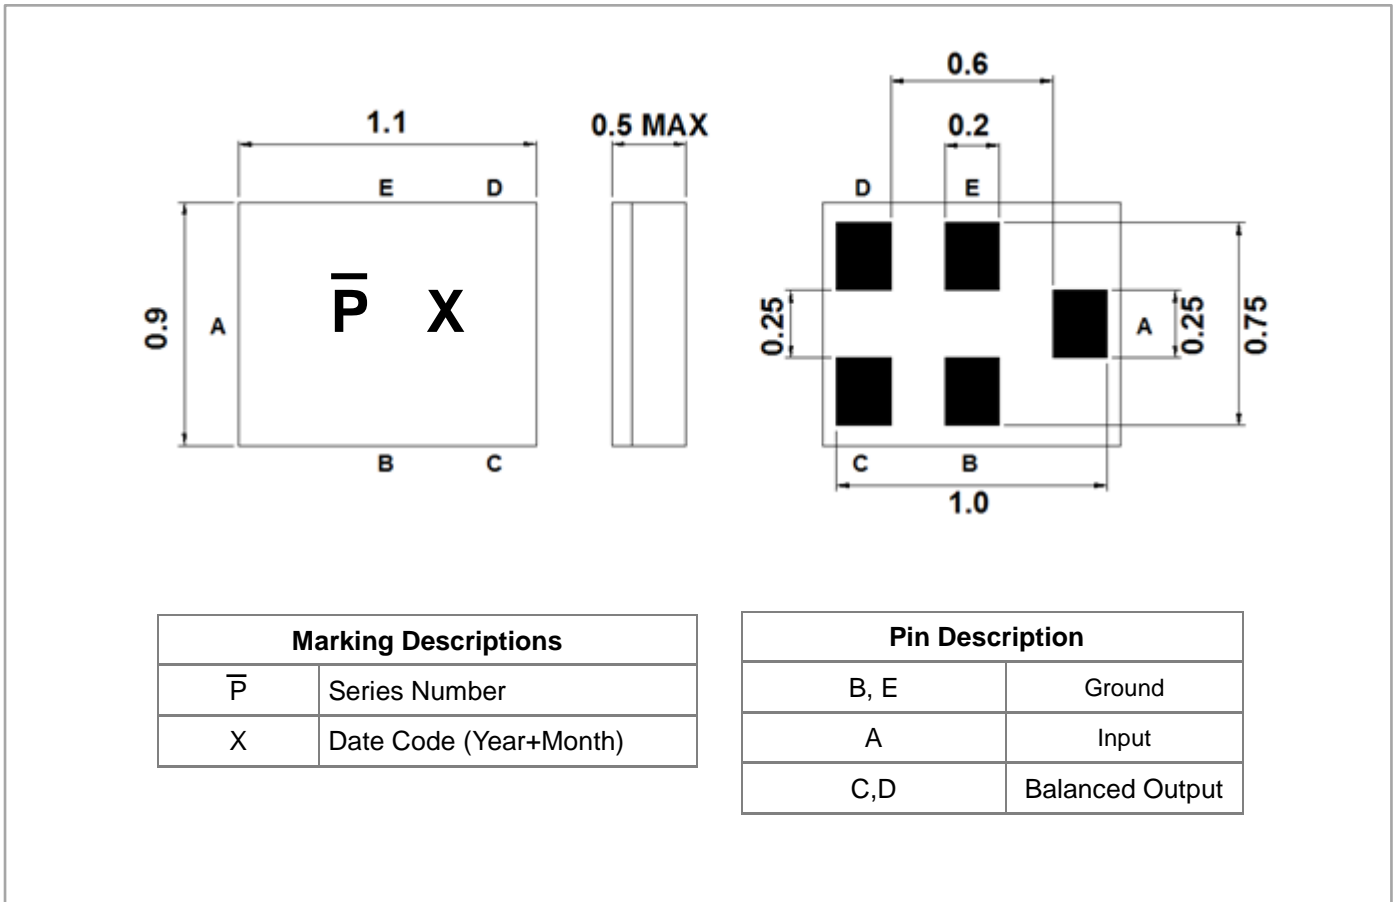 0.6
1.1
0.5 MAX
0.2
E D
D E
0.9
A
P̅ X
0.25
A
0.25
0.75
B C
C B
1.0
Marking Descriptions
P̅ Series Number
X Date Code (Year+Month)
Pin Description
B, E Ground
A Input
C,D Balanced Output